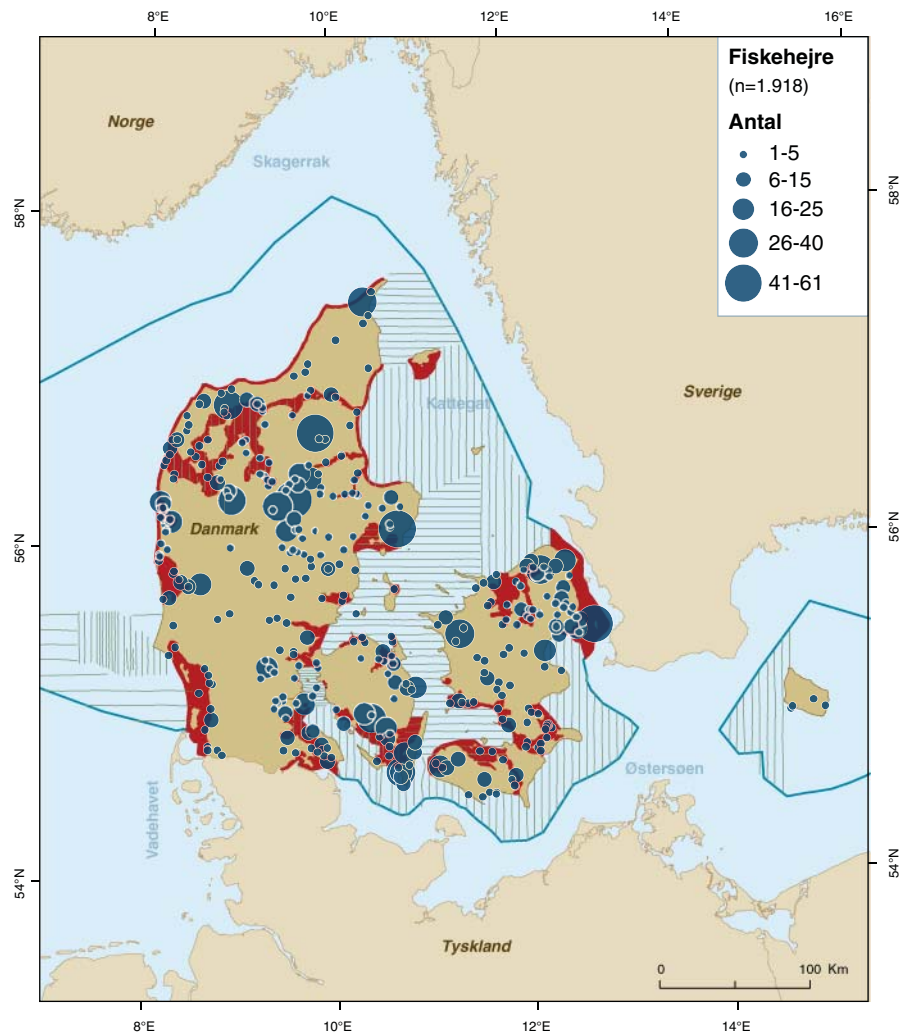 8°E 10°E 12°E 14°E 16°E
Fiskehejre
(n=1.918)
Antal
1-5
6-15
16-25
26-40
41-61
Norge
Skagerrak
58°N
58°N
Sverige
Kattegat
Danmark
56°N
56°N
Østersøen
Vadehavet
54°N
54°N
Tyskland
0 100 Km
8°E 10°E 12°E 14°E